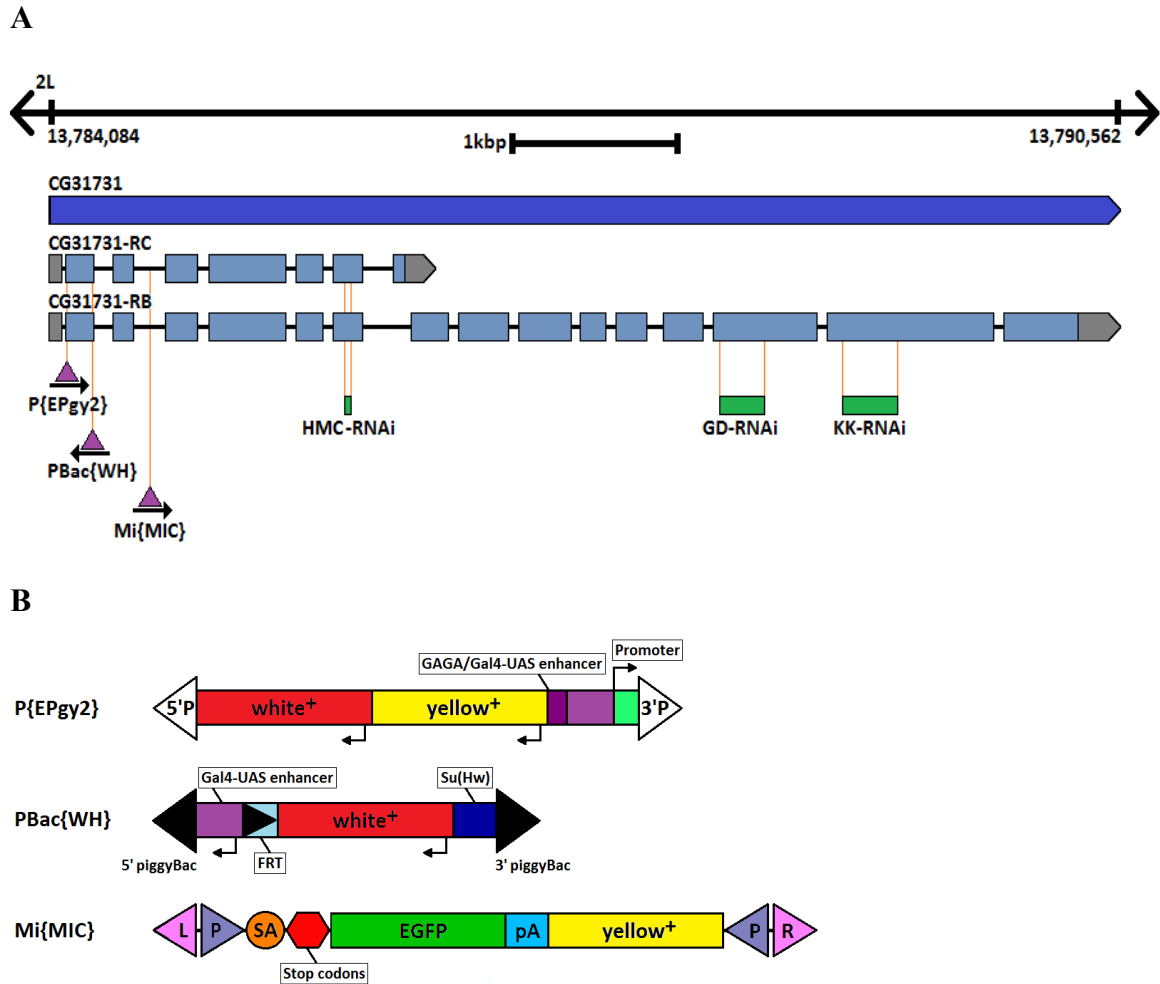 A
2L
13,784,084
1kbp
13,790,562
CG31731
CG31731-RC
CG31731-RB
P{EPgy2}
PBac{WH}
Mi{MIC}
HMC-RNAi
GD-RNAi
KK-RNAi
B
P{EPgy2}
GAGA/Gal4-UAS enhancer
Promoter
5'P
white+
yellow+
3'P
PBac{WH}
Gal4-UAS enhancer
Su(Hw)
white+
5' piggyBac
FRT
3' piggyBac
Mi{MIC}
L
P
SA
EGFP
pA
yellow+
P
R
Stop codons